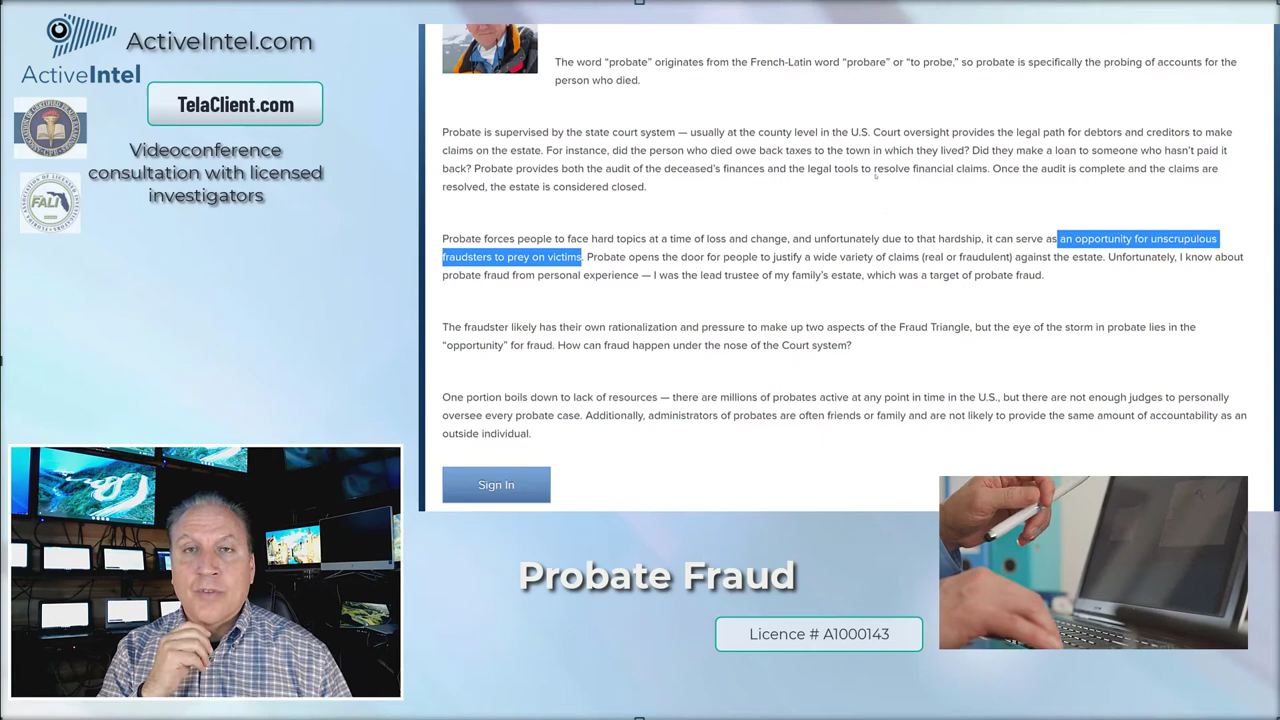 ActiveIntel.com
ActiveIntel
TelaClient.com
Videoconference
consultation with licensed
investigators
FALI
The word “probate” originates from the French-Latin word “probare” or “to probe,” so probate is specifically the probing of accounts for the
person who died.
Probate is supervised by the state court system — usually at the county level in the U.S. Court oversight provides the legal path for debtors and creditors to make
claims on the estate. For instance, did the person who died owe back taxes to the town in which they lived? Did they make a loan to someone who hasn’t paid it
back? Probate provides both the audit of the deceased’s finances and the legal tools to resolve financial claims. Once the audit is complete and the claims are
resolved, the estate is considered closed.
Probate forces people to face hard topics at a time of loss and change, and unfortunately due to that hardship, it can serve as an opportunity for unscrupulous
fraudsters to prey on victims. Probate opens the door for people to justify a wide variety of claims (real or fraudulent) against the estate. Unfortunately, I know about
probate fraud from personal experience — I was the lead trustee of my family’s estate, which was a target of probate fraud.
The fraudster likely has their own rationalization and pressure to make up two aspects of the Fraud Triangle, but the eye of the storm in probate lies in the
“opportunity” for fraud. How can fraud happen under the nose of the Court system?
One portion boils down to lack of resources — there are millions of probates active at any point in time in the U.S., but there are not enough judges to personally
oversee every probate case. Additionally, administrators of probates are often friends or family and are not likely to provide the same amount of accountability as an
outside individual.
Sign In
Probate Fraud
Licence # A1000143